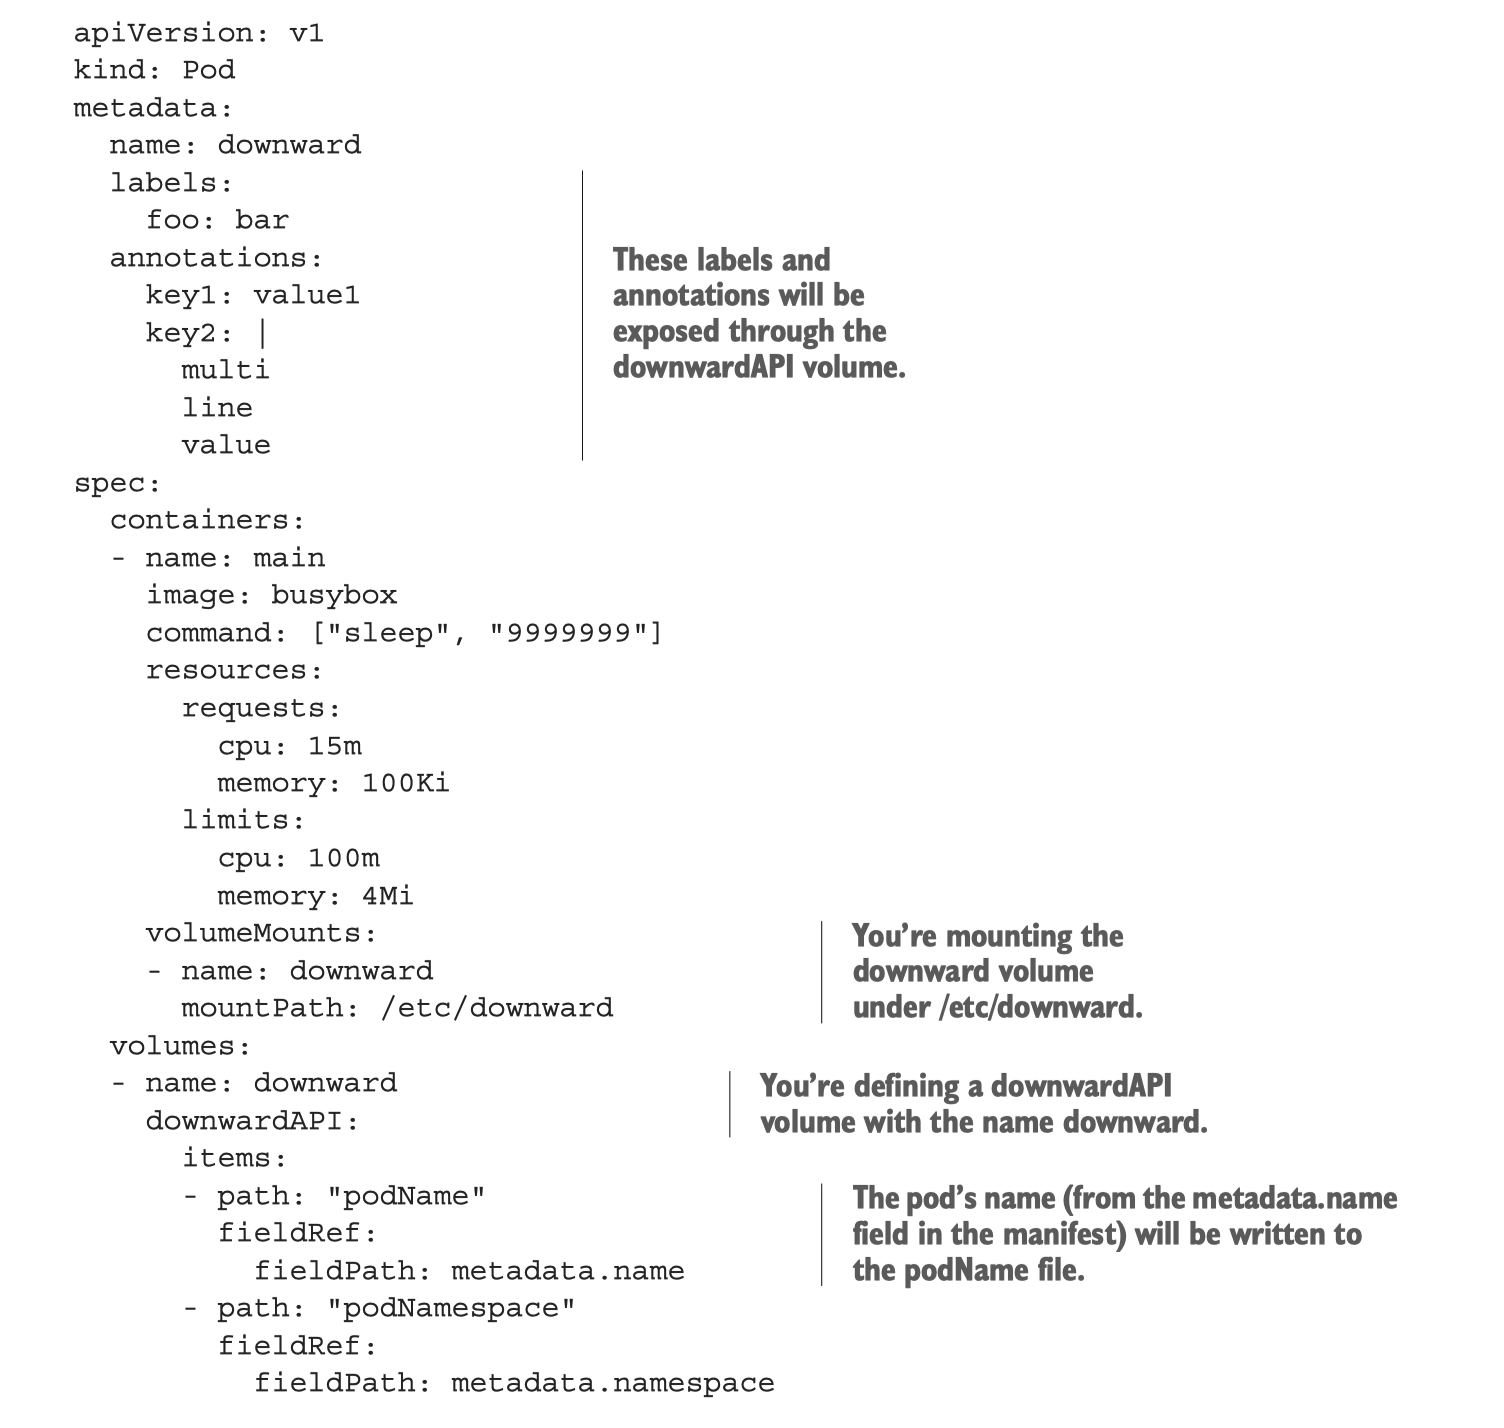 apiVersion: v1
kind: Pod
metadata:
  name: downward
  labels:
    foo: bar
  annotations:
    key1: value1
    key2: |
      multi
      line
      value
These labels and
annotations will be
exposed through the
downwardAPI volume.
spec:
  containers:
  - name: main
    image: busybox
    command: ["sleep", "9999999"]
    resources:
      requests:
        cpu: 15m
        memory: 100Ki
      limits:
        cpu: 100m
        memory: 4Mi
    volumeMounts:
    - name: downward
      mountPath: /etc/downward
You’re mounting the
downward volume
under /etc/downward.
  volumes:
  - name: downward
    downwardAPI:
You’re defining a downwardAPI
volume with the name downward.
      items:
      - path: "podName"
        fieldRef:
          fieldPath: metadata.name
The pod’s name (from the metadata.name
field in the manifest) will be written to
the podName file.
      - path: "podNamespace"
        fieldRef:
          fieldPath: metadata.namespace